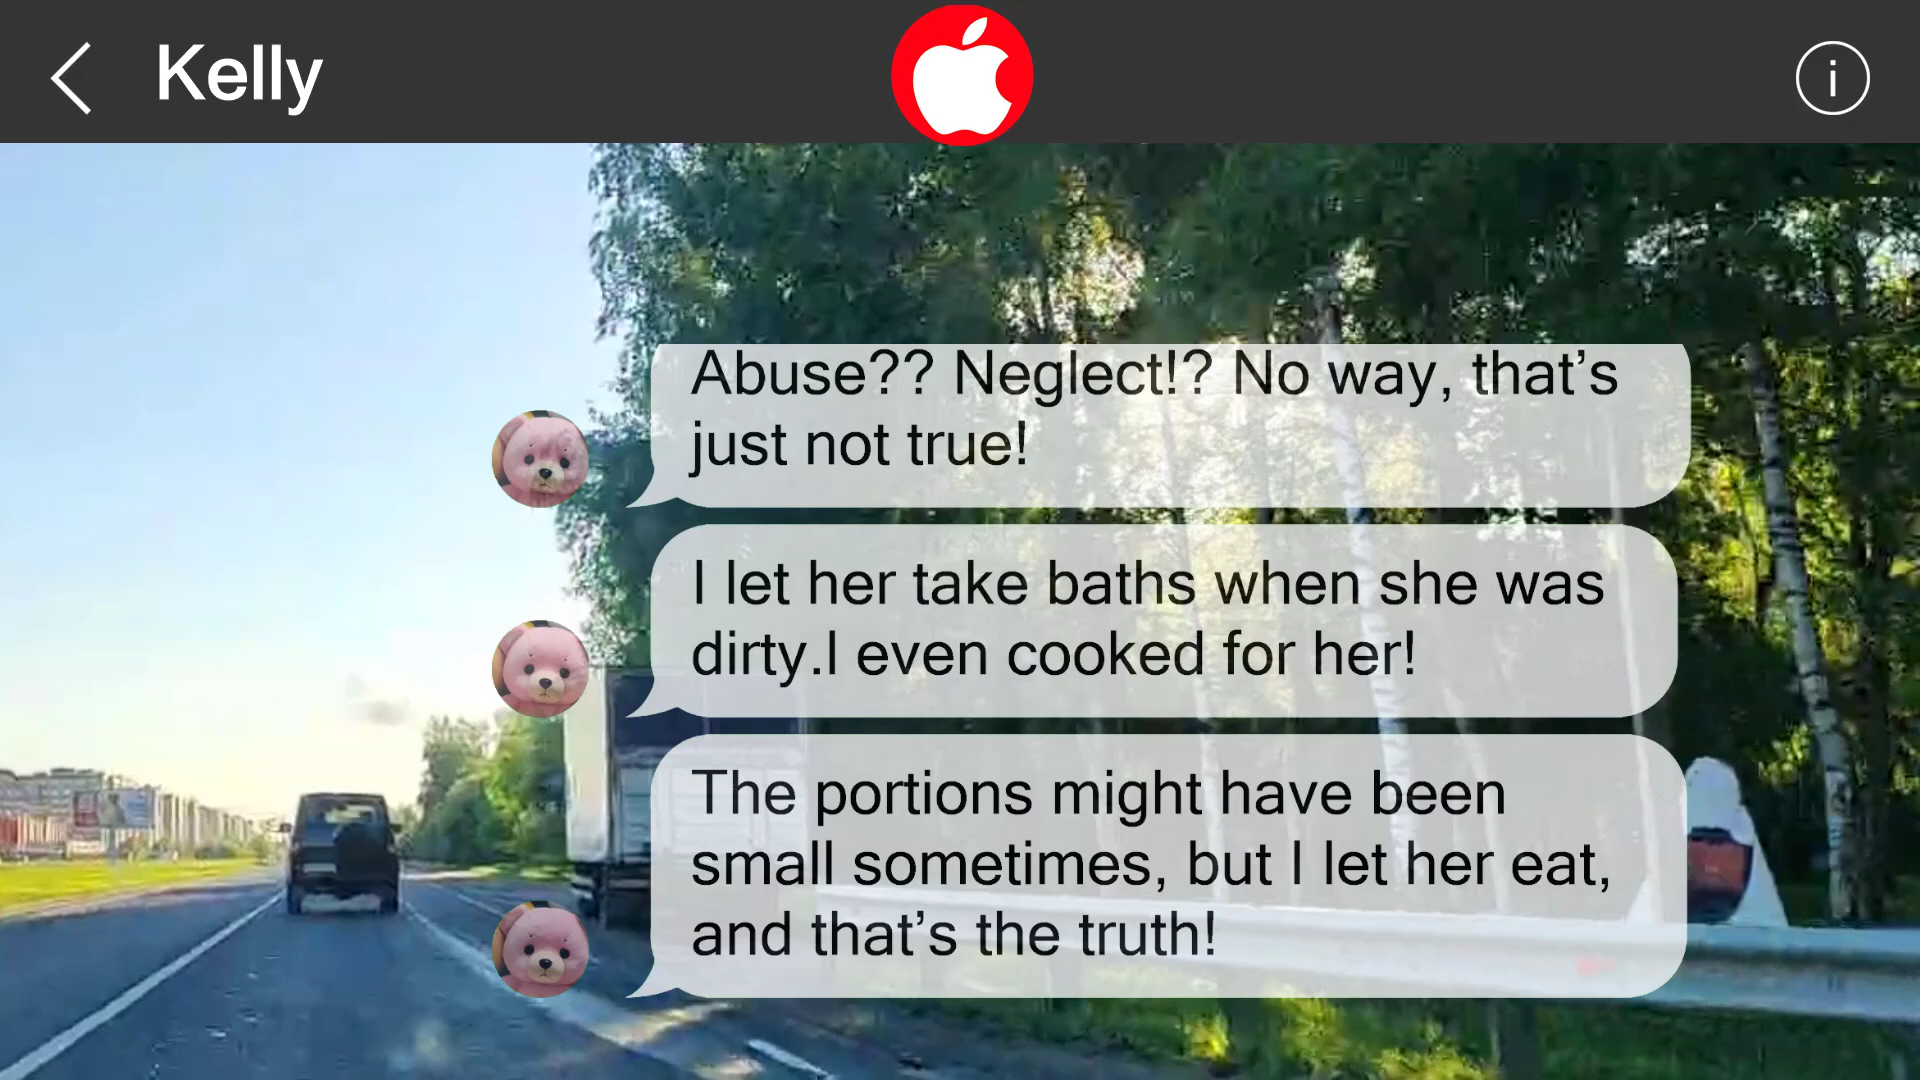 Kelly
i
Abuse?? Neglect!? No way, that’s
just not true!
I let her take baths when she was
dirty.I even cooked for her!
The portions might have been
small sometimes, but I let her eat,
and that’s the truth!